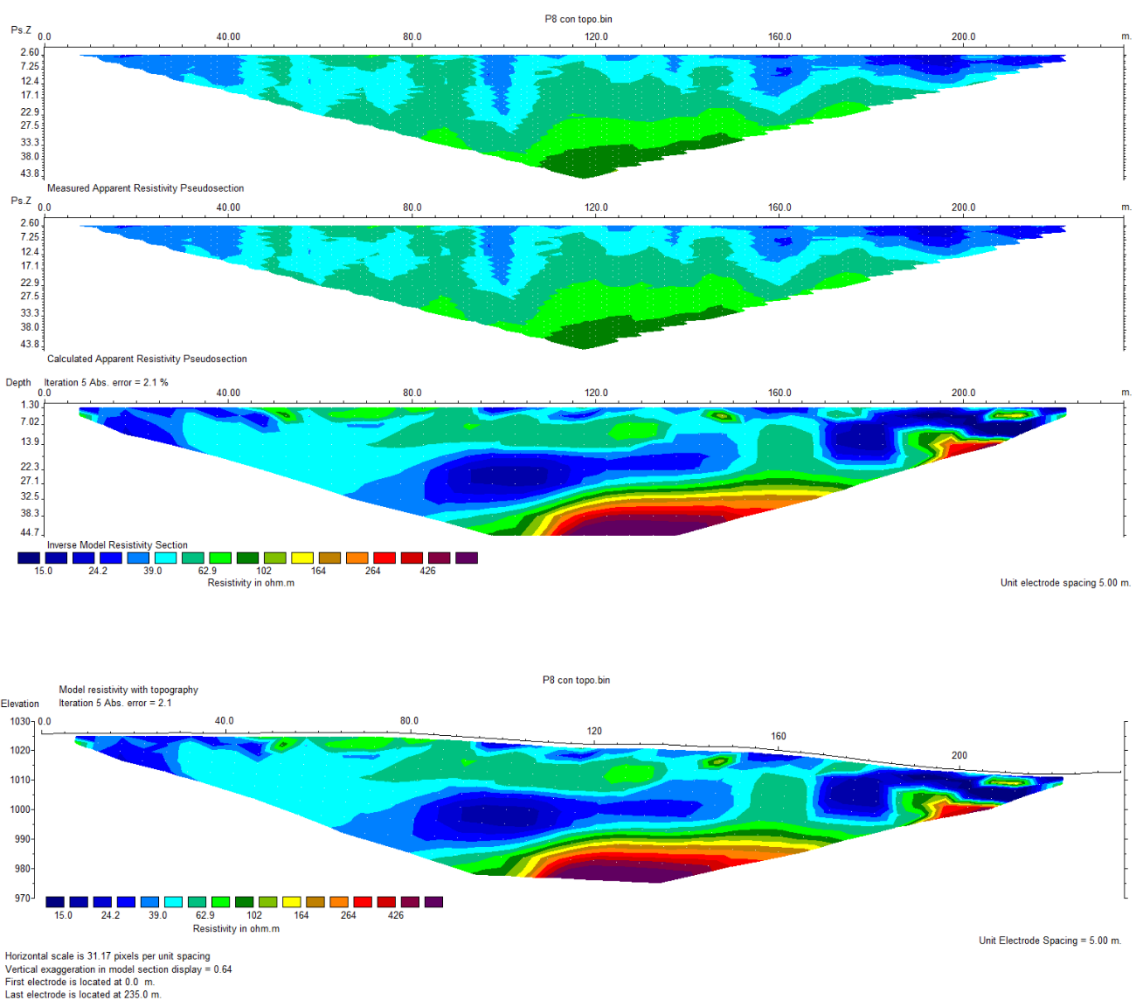 P8 con topo.bin
Ps.Z 0.0 40.00 80.00 120.0 160.0 200.0 m.
2.60
7.25
12.4
17.1
22.9
27.5
33.3
38.0
43.8
Measured Apparent Resistivity Pseudosection
Ps.Z 0.0 40.00 80.00 120.0 160.0 200.0 m.
2.60
7.25
12.4
17.1
22.9
27.5
33.3
38.0
43.8
Calculated Apparent Resistivity Pseudosection
Depth Iteration 5 Abs. error = 2.1 %
0.0 40.00 80.00 120.0 160.0 200.0 m.
1.30
7.02
13.9
22.3
27.1
32.5
38.3
44.7
Inverse Model Resistivity Section
15.0 24.2 39.0 62.9 102 164 264 426
Resistivity in ohm.m
Unit electrode spacing 5.00 m.
P8 con topo.bin
Model resistivity with topography
Elevation Iteration 5 Abs. error = 2.1
1030 0.0 40.0 80.0 120 160 200
1020
1010
1000
990
980
970
15.0 24.2 39.0 62.9 102 164 264 426
Resistivity in ohm.m
Unit Electrode Spacing = 5.00 m.
Horizontal scale is 31.17 pixels per unit spacing
Vertical exaggeration in model section display = 0.64
First electrode is located at 0.0 m.
Last electrode is located at 235.0 m.